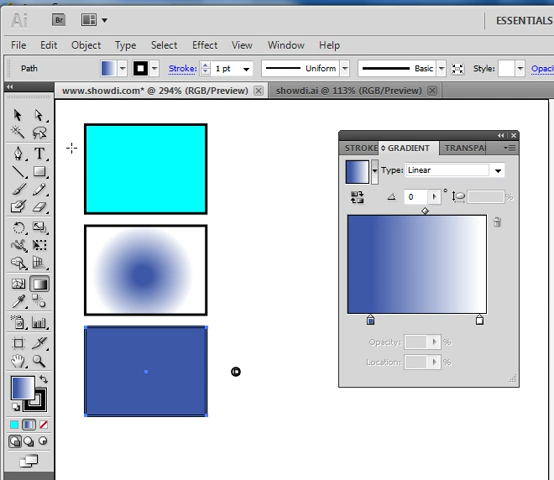 Ai Br ESSENTIALS
File Edit Object Type Select Effect View Window Help
Path Stroke: 1 pt Uniform Basic Style: Opaci
www.showdi.com* @ 294% (RGB/Preview) showdi.ai @ 113% (RGB/Preview)
STROKE GRADIENT TRANSPA
Type: Linear
0 ° %
Opacity: %
Location: %